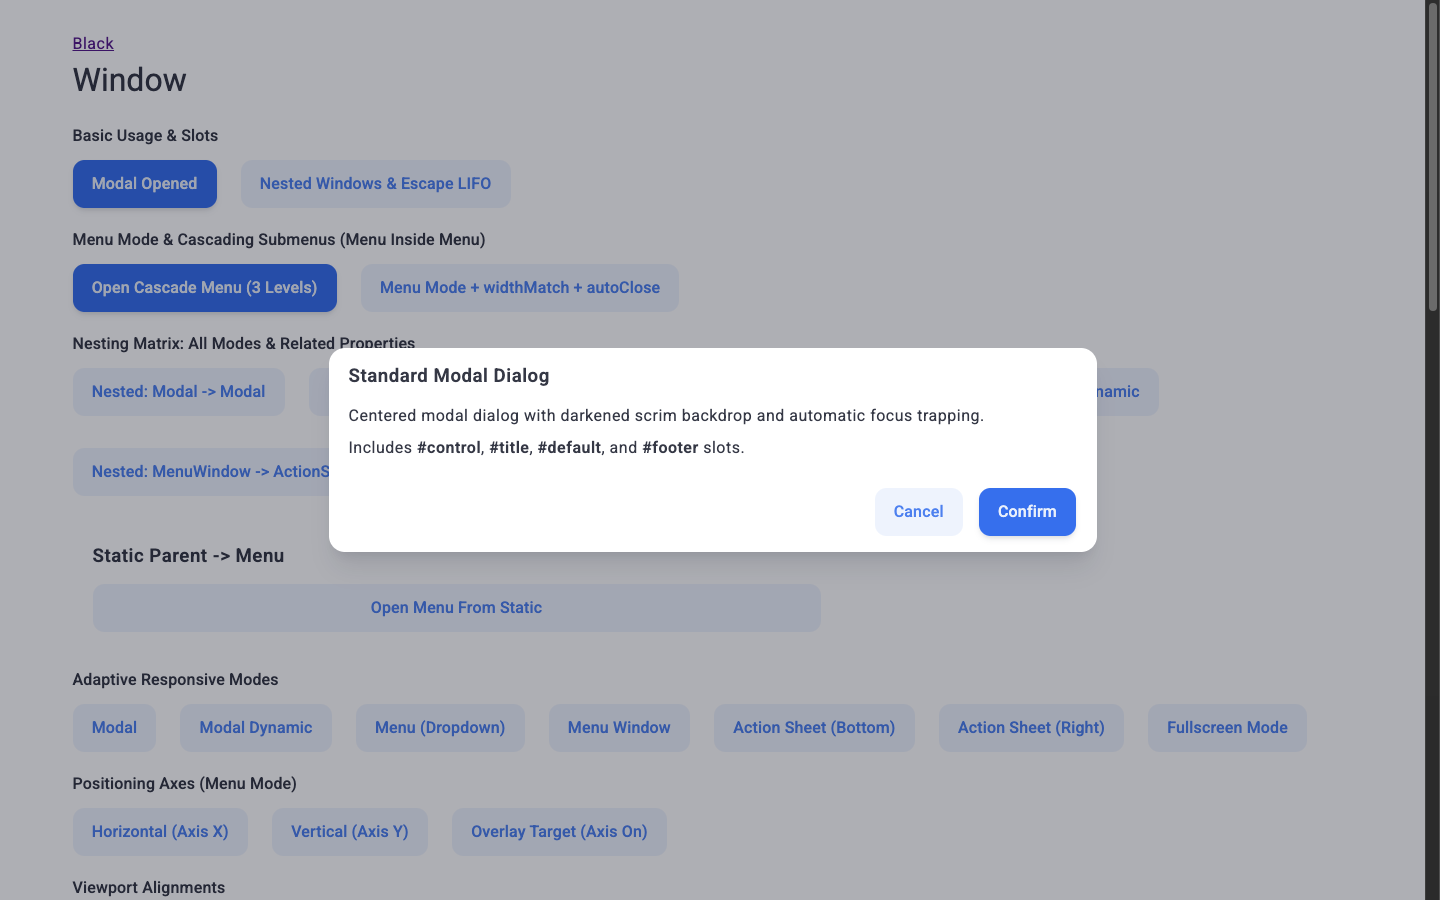 Black
Window
Basic Usage & Slots
Modal Opened
Nested Windows & Escape LIFO
Menu Mode & Cascading Submenus (Menu Inside Menu)
Open Cascade Menu (3 Levels)
Menu Mode + widthMatch + autoClose
Nesting Matrix: All Modes & Related Properties
Nested: Modal -> Modal
Nested: MenuWindow ->
Standard Modal Dialog
Centered modal dialog with darkened scrim backdrop and automatic focus trapping.
Includes #control, #title, #default, and #footer slots.
Cancel
Confirm
Static Parent -> Menu
Open Menu From Static
Adaptive Responsive Modes
Modal
Modal Dynamic
Menu (Dropdown)
Menu Window
Action Sheet (Bottom)
Action Sheet (Right)
Fullscreen Mode
Positioning Axes (Menu Mode)
Horizontal (Axis X)
Vertical (Axis Y)
Overlay Target (Axis On)
Viewport Alignments